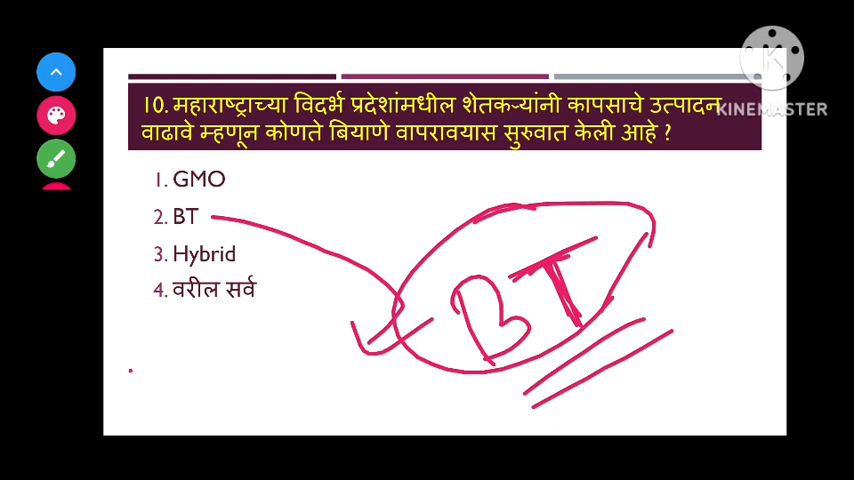 KINEMASTER
10. महाराष्ट्राच्या विदर्भ प्रदेशांमधील शेतकऱ्यांनी कापसाचे उत्पादन
वाढावे म्हणून कोणते बियाणे वापरावयास सुरुवात केली आहे ?
1. GMO
2. BT
3. Hybrid
4. वरील सर्व
BT